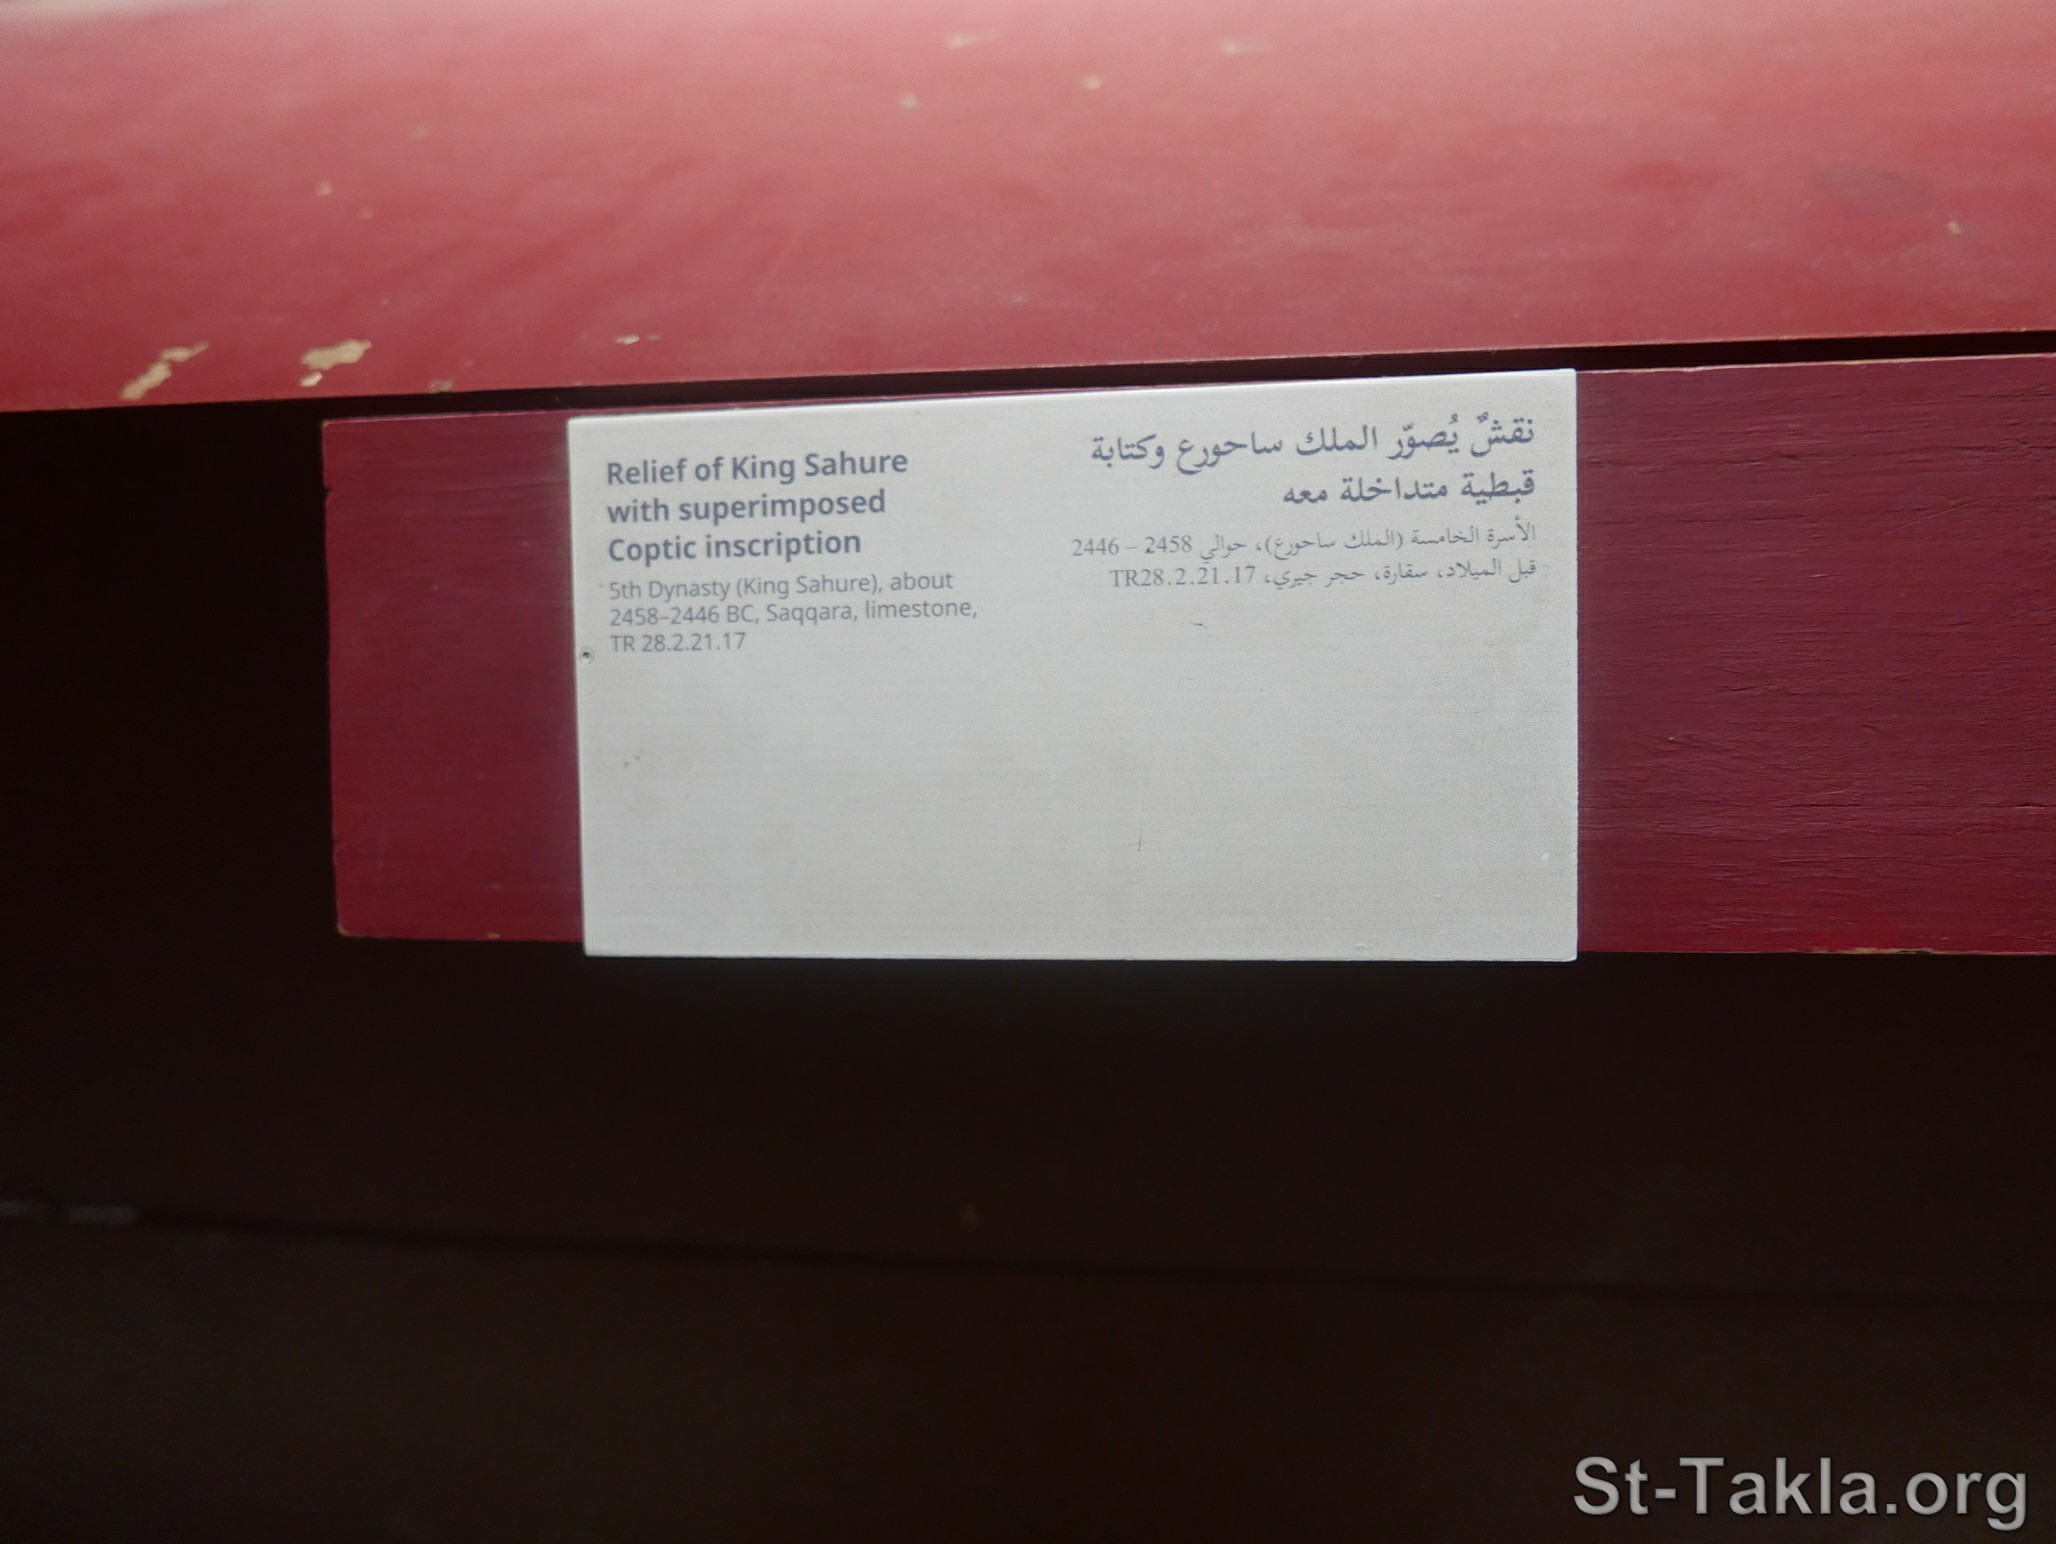 Relief of King Sahure
with superimposed
Coptic inscription
5th Dynasty (King Sahure), about
2458–2446 BC, Saqqara, limestone,
TR 28.2.21.17
نقشٌ يُصوّر الملك ساحورع وكتابة
قبطية متداخلة معه
الأسرة الخامسة (الملك ساحورع)، حوالي 2458 – 2446
قبل الميلاد، سقارة، حجر جيري، TR28.2.21.17
St-Takla.org